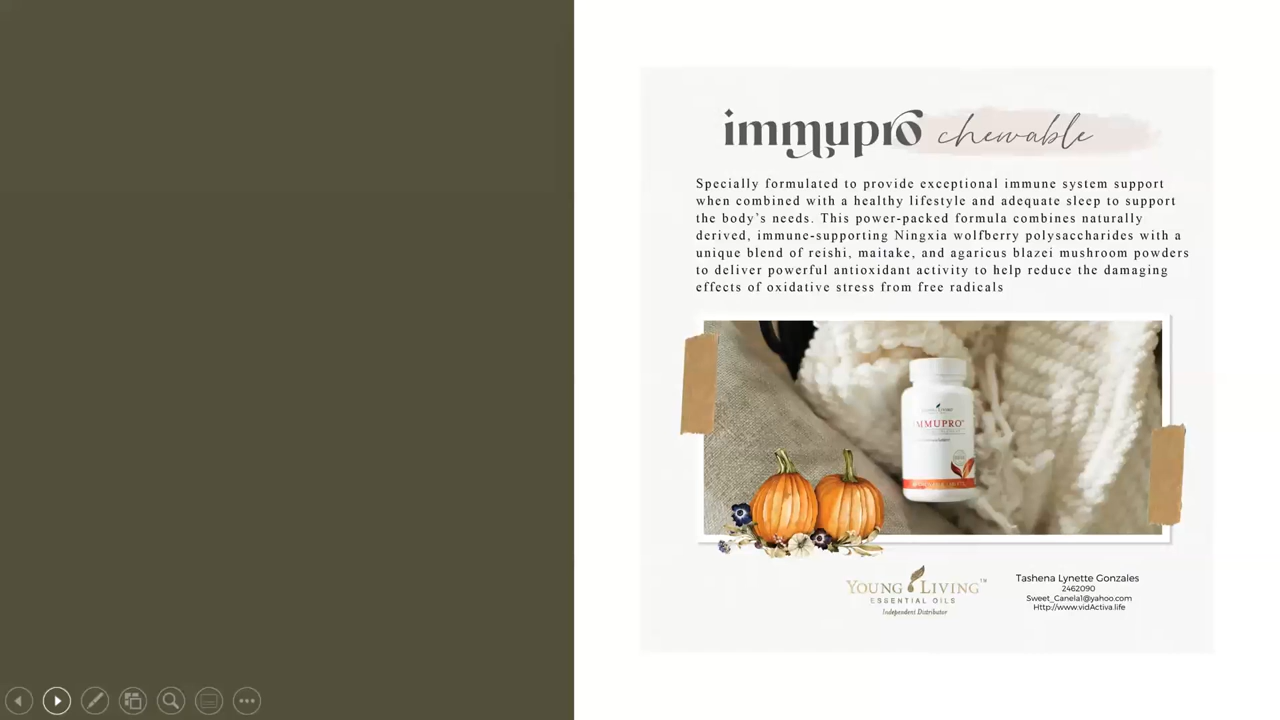 immupro chewable
Specially formulated to provide exceptional immune system support
when combined with a healthy lifestyle and adequate sleep to support
the body's needs. This power-packed formula combines naturally
derived, immune-supporting Ningxia wolfberry polysaccharides with a
unique blend of reishi, maitake, and agaricus blazei mushroom powders
to deliver powerful antioxidant activity to help reduce the damaging
effects of oxidative stress from free radicals
IMMUPRO™
YOUNG LIVING™
ESSENTIAL OILS
Independent Distributor
Tashena Lynette Gonzales
2462090
Sweet_Canela1@yahoo.com
Http://www.vidActiva.life